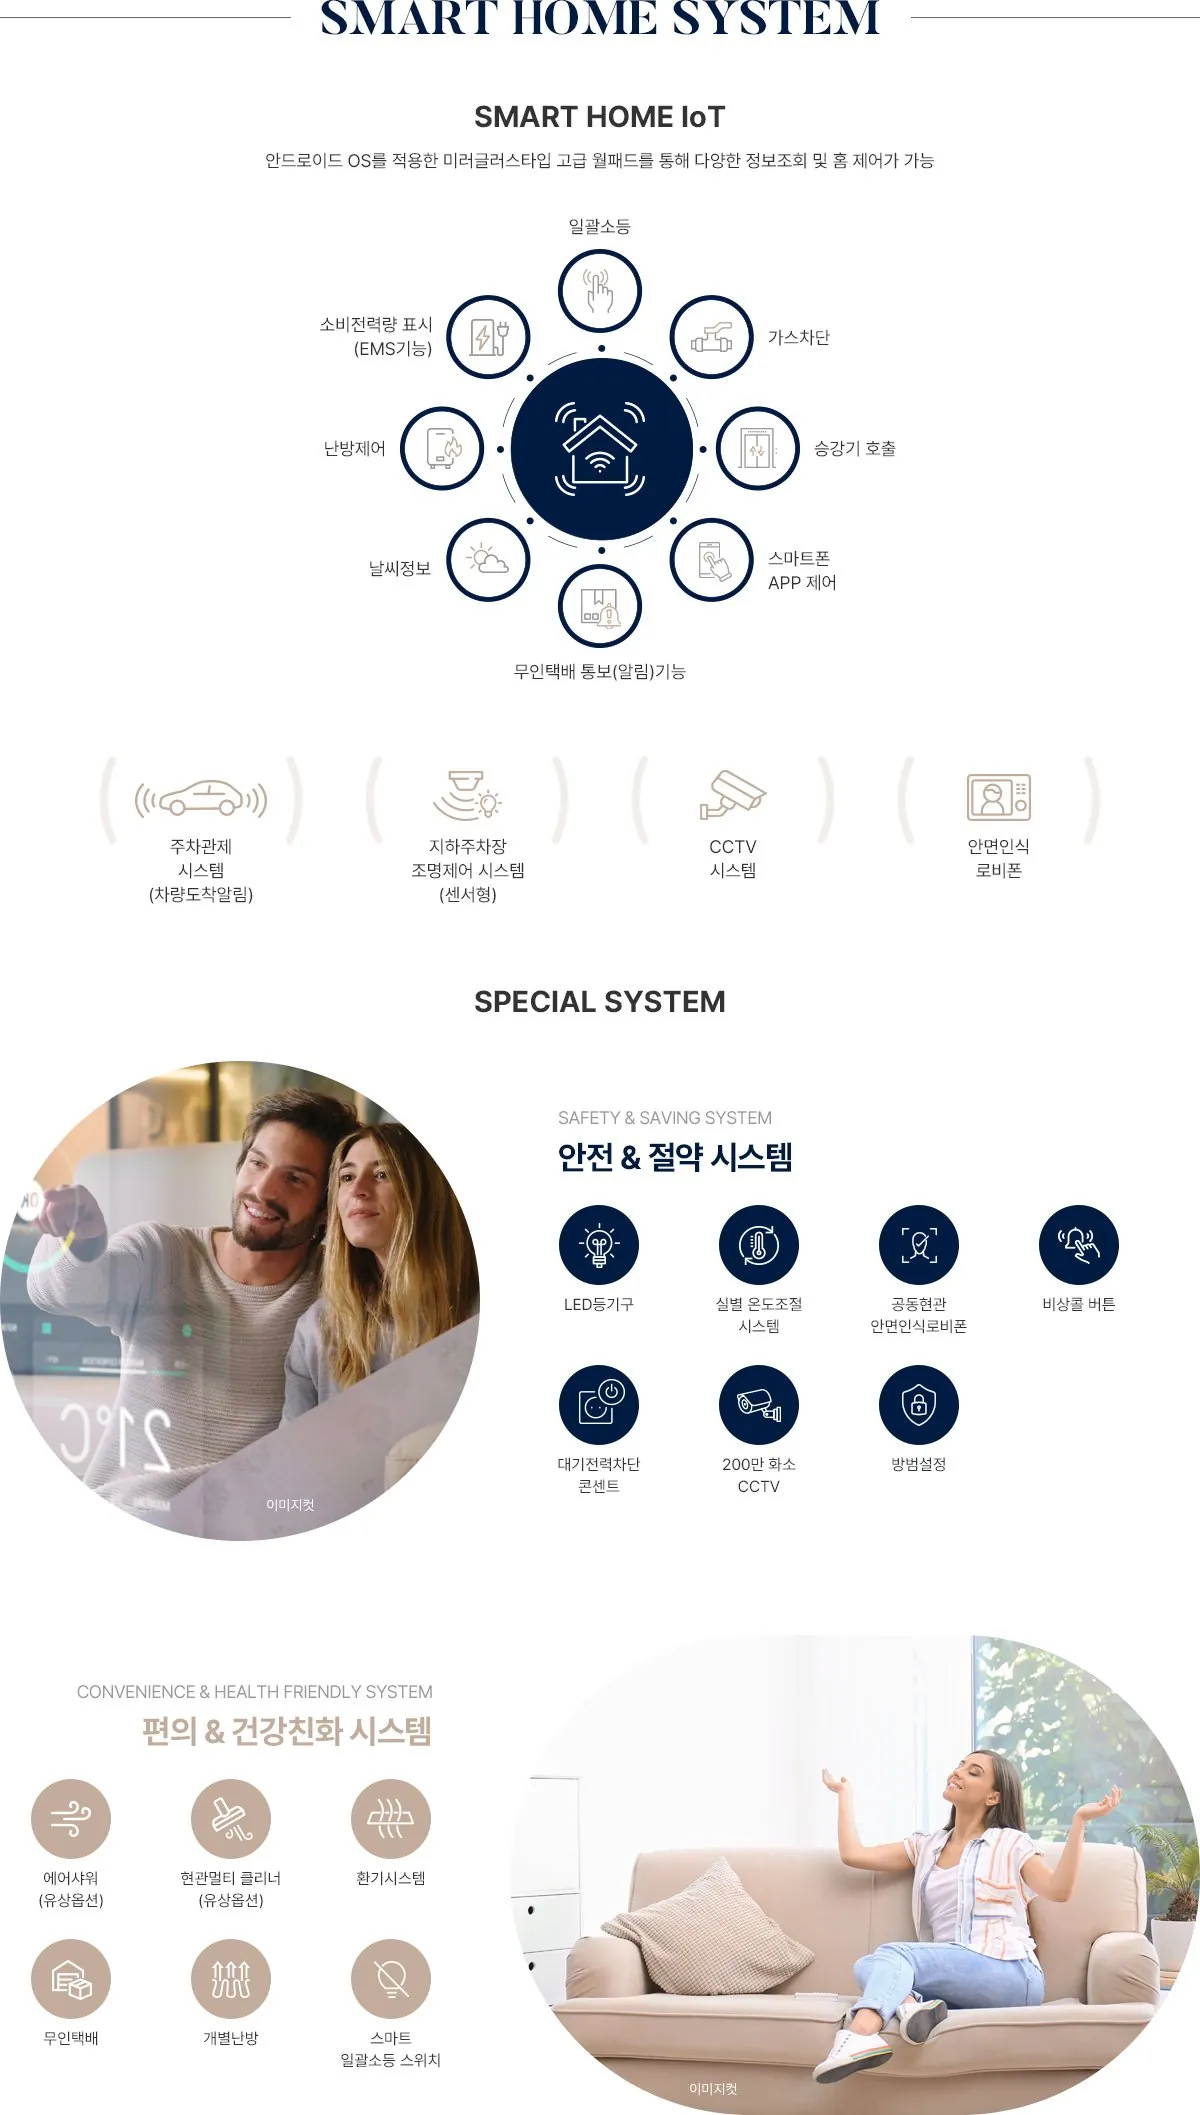 SMART HOME SYSTEM
SMART HOME IoT
안드로이드 OS를 적용한 미러글러스타입 고급 월패드를 통해 다양한 정보조회 및 홈 제어가 가능
일괄소등
소비전력량 표시
(EMS기능)
가스차단
난방제어
승강기 호출
날씨정보
스마트폰
APP 제어
무인택배 통보(알림)기능
주차관제
시스템
(차량도착알림)
지하주차장
조명제어 시스템
(센서형)
CCTV
시스템
안면인식
로비폰
SPECIAL SYSTEM
SAFETY & SAVING SYSTEM
안전 & 절약 시스템
LED등기구
실별 온도조절
시스템
공동현관
안면인식로비폰
비상콜 버튼
대기전력차단
콘센트
200만 화소
CCTV
방범설정
OK
21°C
이미지컷
CONVENIENCE & HEALTH FRIENDLY SYSTEM
편의 & 건강친화 시스템
에어샤워
(유상옵션)
현관멀티 클리너
(유상옵션)
환기시스템
무인택배
개별난방
스마트
일괄소등 스위치
이미지컷